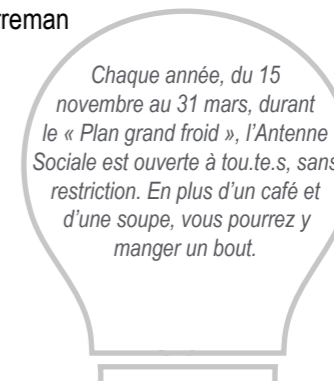 rreman
Chaque année, du 15
novembre au 31 mars, durant
le « Plan grand froid », l'Antenne
Sociale est ouverte à tou.te.s, sans
restriction. En plus d'un café et
d'une soupe, vous pourrez y
manger un bout.